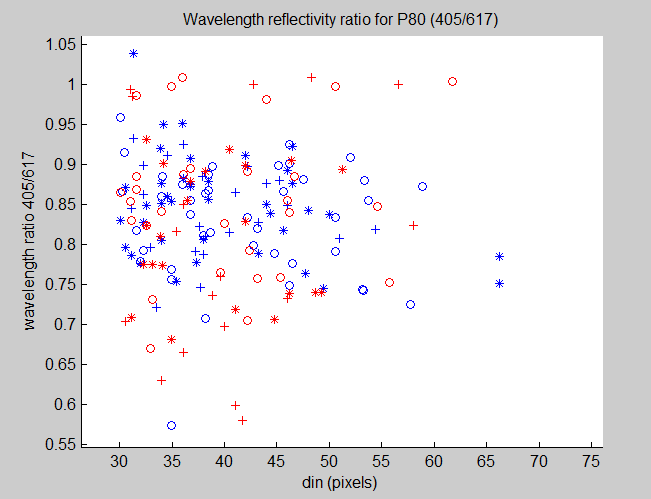 Wavelength reflectivity ratio for P80 (405/617)
1.05
1
0.95
0.9
0.85
0.8
0.75
0.7
0.65
0.6
0.55
wavelength ratio 405/617
30 35 40 45 50 55 60 65 70 75
din (pixels)